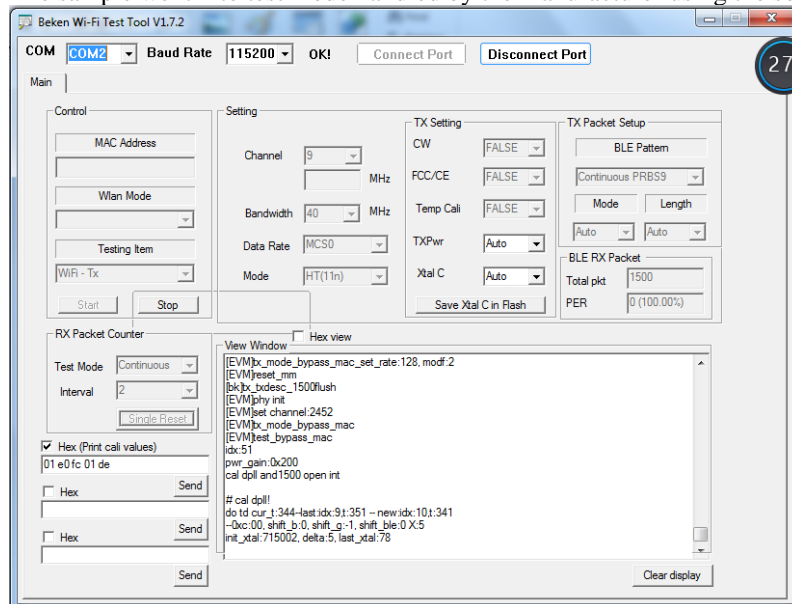 Beken Wi-Fi Test Tool V1.7.2
COM COM2 Baud Rate 115200 OK! Connect Port Disconnect Port
27
Main
Control
MAC Address
Wlan Mode
Testing Item
WiFi - Tx
Start Stop
Setting
Channel 9
MHz
Bandwidth 40 MHz
Data Rate MCS0
Mode HT(11n)
TX Setting
CW FALSE
FCC/CE FALSE
Temp Cali FALSE
TXPwr Auto
Xtal C Auto
Save Xtal C in Flash
TX Packet Setup
BLE Pattern
Continuous PRBS9
Mode Length
Auto Auto
BLE RX Packet
Total pkt 1500
PER 0 (100.00%)
RX Packet Counter
Test Mode Continuous
Interval 2
Single Reset
Hex (Print cali values)
01 e0 fc 01 de
Send
Hex
Send
Hex
Send
Hex view
View Window
[EVM]tx_mode_bypass_mac_set_rate:128, modf:2
[EVM]reset_mm
[bk]tx_txdesc_1500flush
[EVM]phy init
[EVM]set channel:2452
[EVM]tx_mode_bypass_mac
[EVM]test_bypass_mac
idx:51
pwr_gain:0x200
cal dpll and1500 open int
# cal dpll!
do td cur_t:344--last:idx:9,t:351 -- new:idx:10,t:341
--0xc:00, shift_b:0, shift_g:-1, shift_ble:0 X:5
init_xtal:715002, delta:5, last_xtal:78
Clear display